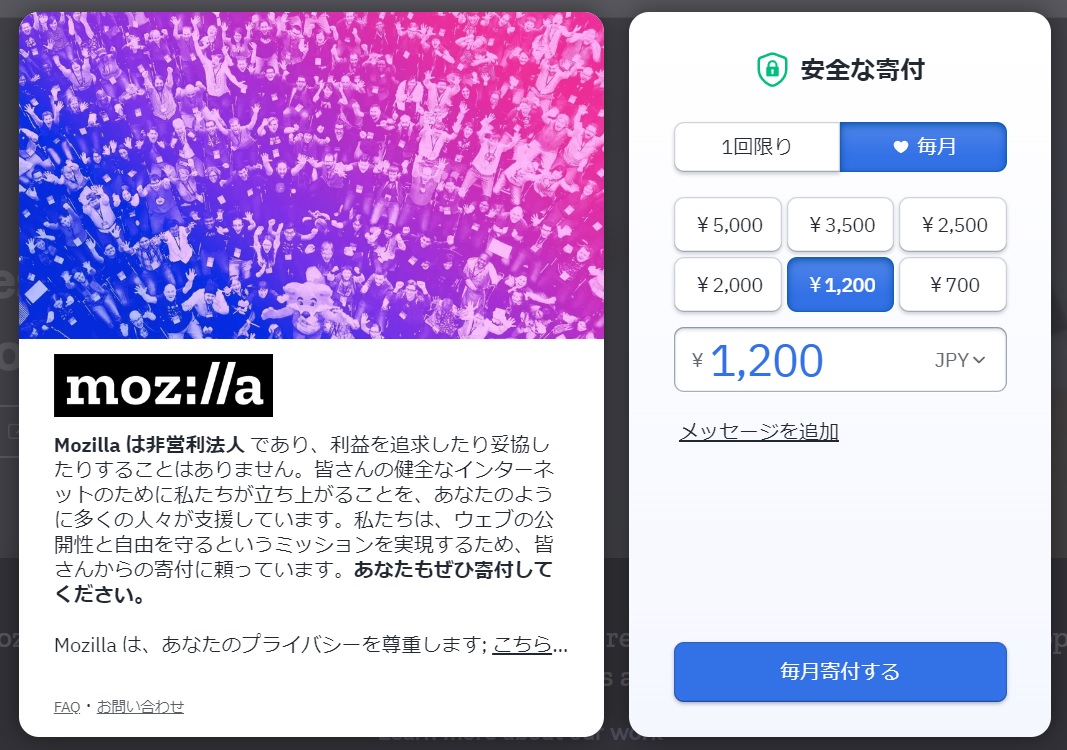 moz://a
Mozilla は非営利法人 であり、利益を追求したり妥協し
たりすることはありません。皆さんの健全なインターネ
ットのために私たちが立ち上がることを、あなたのよう
に多くの人々が支援しています。私たちは、ウェブの公
開性と自由を守るというミッションを実現するため、皆
さんからの寄付に頼っています。あなたもぜひ寄付して
ください。
Mozilla は、あなたのプライバシーを尊重します; こちら...
FAQ・お問い合わせ
安全な寄付
1回限り
毎月
¥5,000
¥3,500
¥2,500
¥2,000
¥1,200
¥700
¥ 1,200 JPY
メッセージを追加
毎月寄付する
Learn more about our work